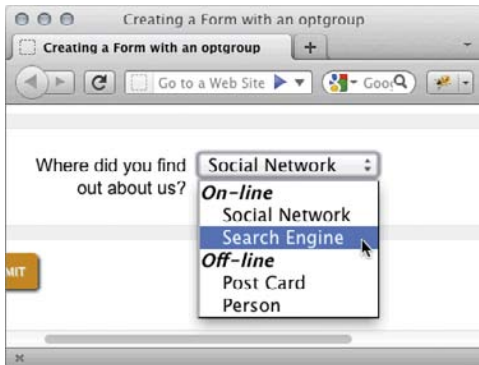 Creating a Form with an optgroup
Creating a Form with an optgroup
Go to a Web Site
Goo
Where did you find
out about us?
Social Network
On-line
Social Network
Search Engine
Off-line
Post Card
Person
MIT